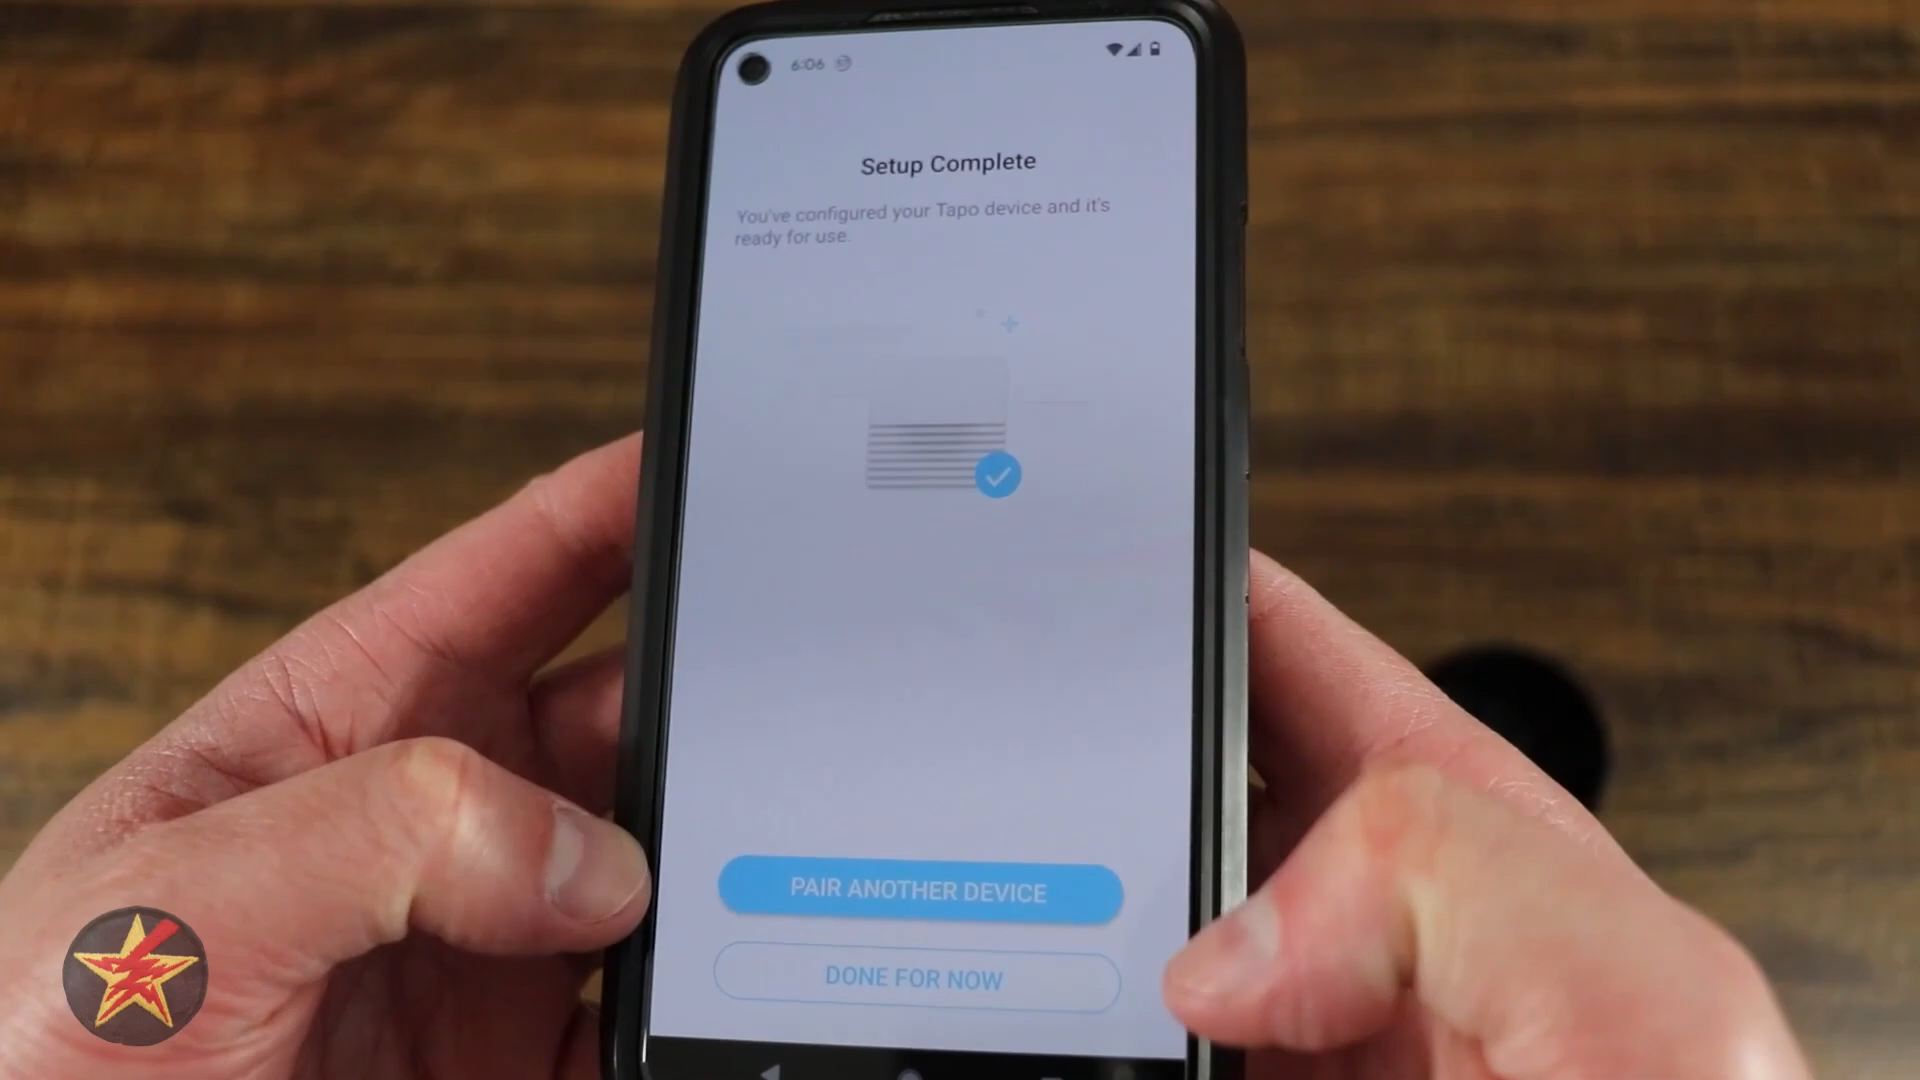 6:06
Setup Complete
You've configured your Tapo device and it's
ready for use.
PAIR ANOTHER DEVICE
DONE FOR NOW